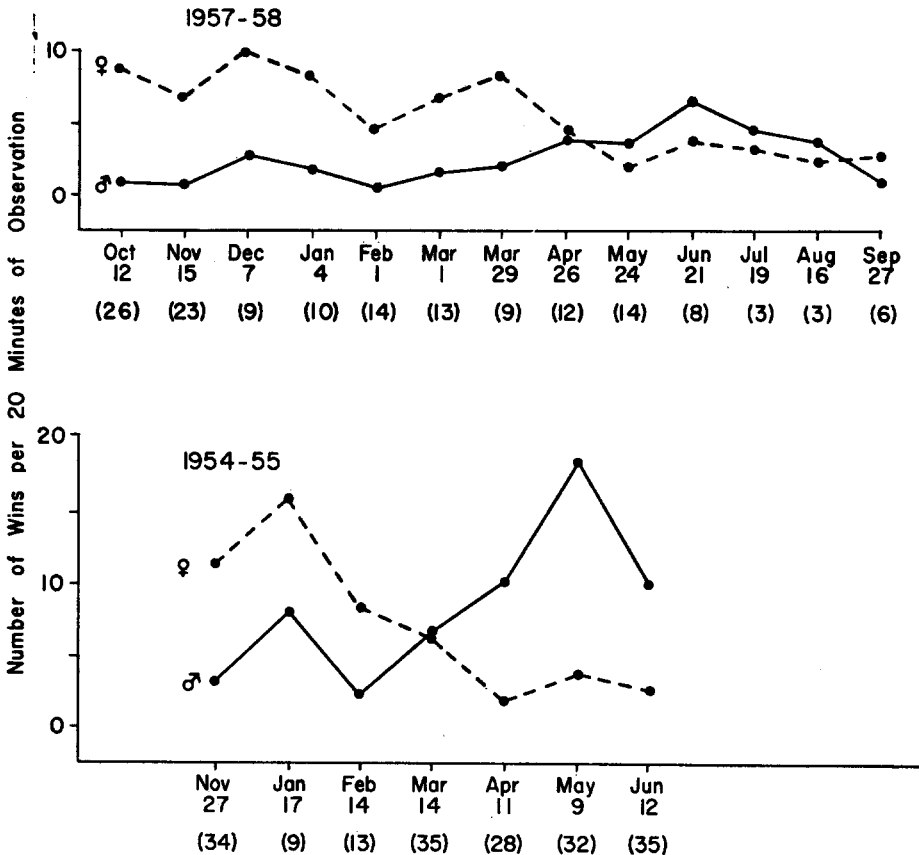 1957-58
Number of Wins per 20 Minutes of Observation
10
♀
♂
0
Oct Nov Dec Jan Feb Mar Mar Apr May Jun Jul Aug Sep
12 15 7 4 1 1 29 26 24 21 19 16 27
(26) (23) (9) (10) (14) (13) (9) (12) (14) (8) (3) (3) (6)
20
1954-55
♀
10
♂
0
Nov Jan Feb Mar Apr May Jun
27 17 14 14 11 9 12
(34) (9) (13) (35) (28) (32) (35)